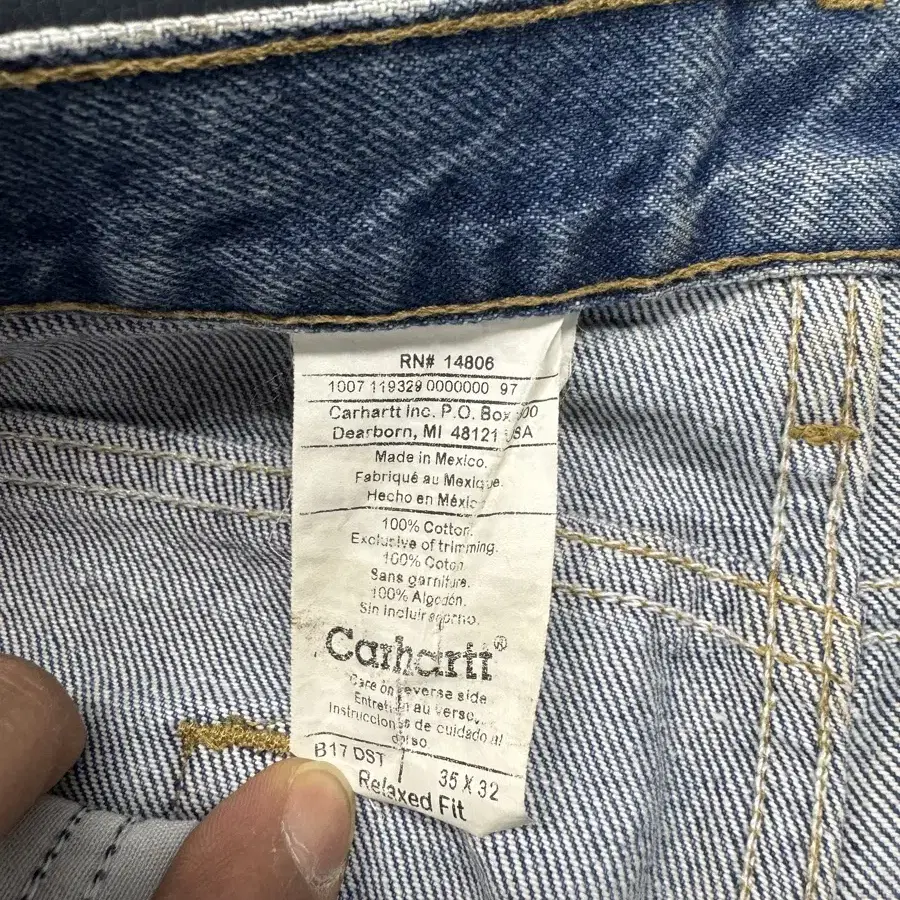 RN# 14806
1007 119329 0000000 97
Carhartt Inc. P.O. Box 00
Dearborn, MI 48121 USA
Made in Mexico.
Fabriqué au Mexique.
Hecho en Méxic
100% Cotton.
Exclusive of trimming.
100% Coton
Sans garniture.
100% Algodón.
Sin incluir
Carhartt®
Care on reverse side
Entretien au verso.
Instrucciones de cuidado al
dorso
B17 DST 35 X 32
Relaxed Fit